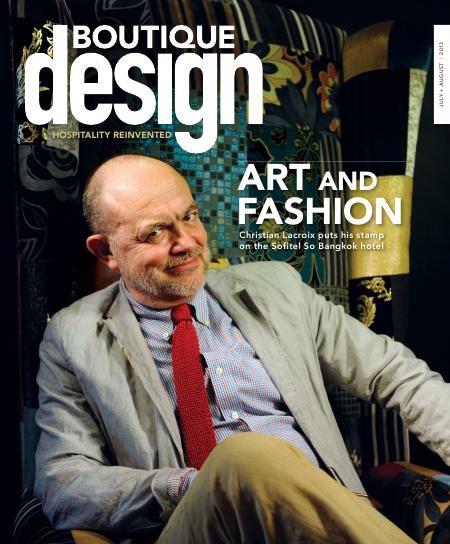 BOUTIQUE
design
HOSPITALITY REINVENTED
JULY + AUGUST | 2013
ART AND
FASHION
Christian Lacroix puts his stamp
on the Sofitel So Bangkok hotel